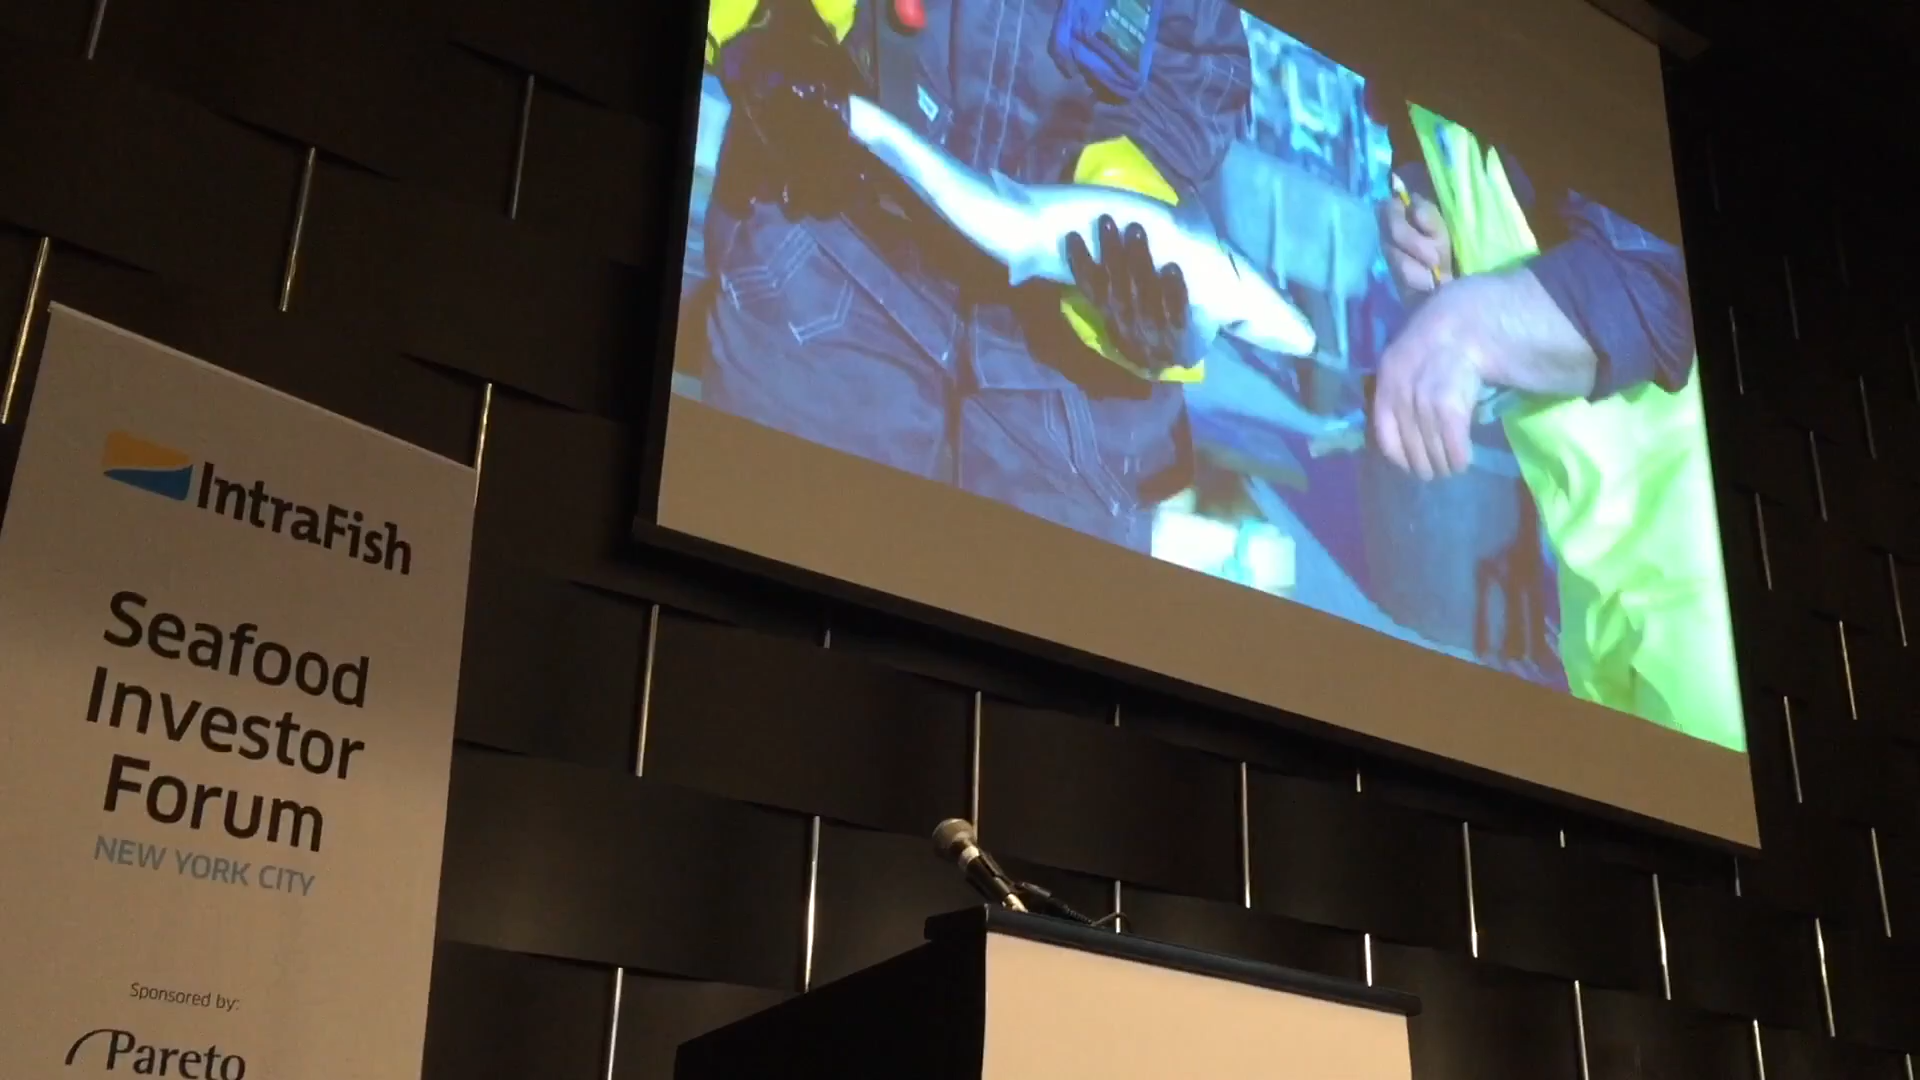 IntraFish
Seafood
Investor
Forum
NEW YORK CITY
Sponsored by:
Pareto